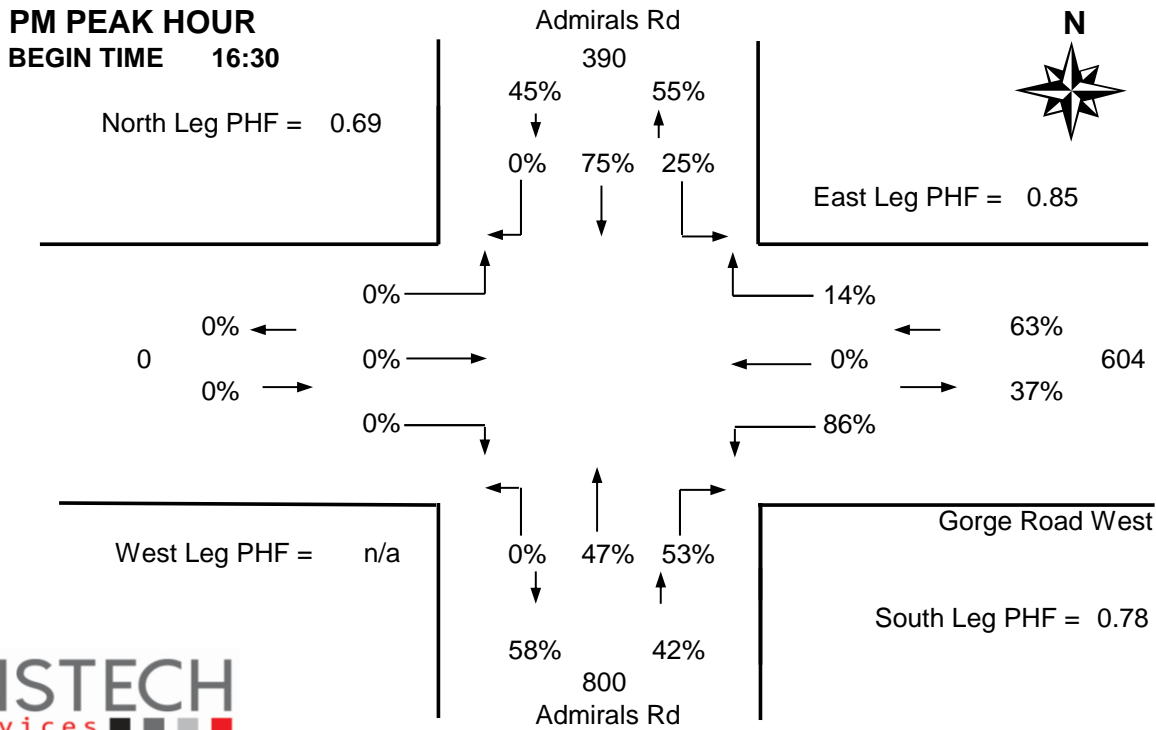 PM PEAK HOUR
BEGIN TIME 16:30
Admirals Rd
390
N
45% 55%
North Leg PHF = 0.69
0% 75% 25%
East Leg PHF = 0.85
0% 14%
0% 63%
0 0% 0% 604
0% 37%
0% 86%
Gorge Road West
West Leg PHF = n/a
0% 47% 53%
South Leg PHF = 0.78
58% 42%
800
Admirals Rd
ISTECH
vices